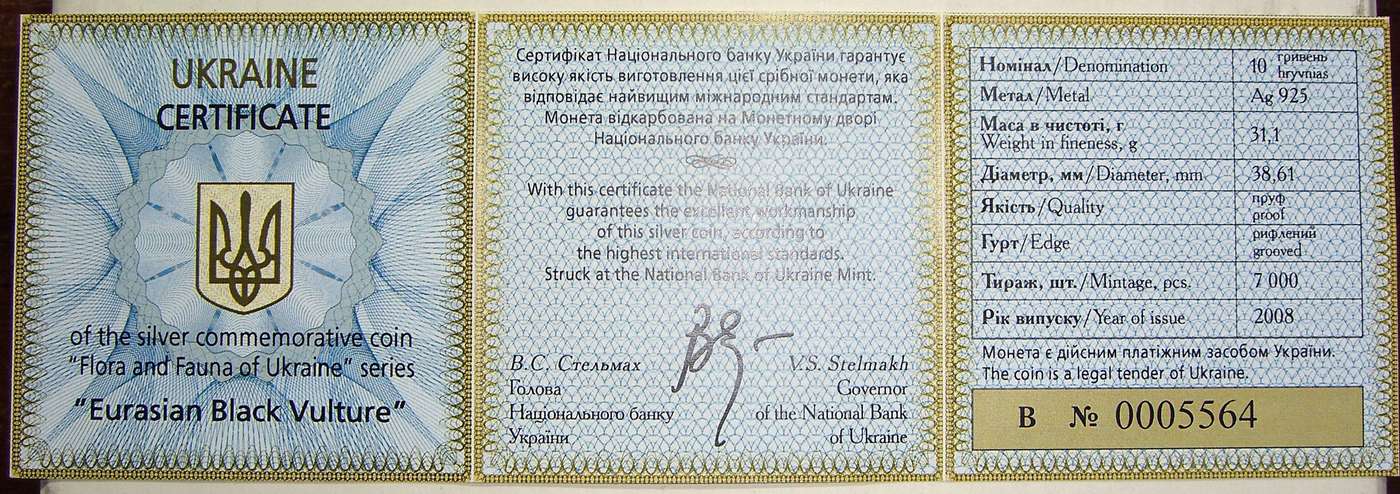 UKRAINE
CERTIFICATE
of the silver commemorative coin
"Flora and Fauna of Ukraine" series
"Eurasian Black Vulture"
Сертифікат Національного банку України гарантує
високу якість виготовлення цієї срібної монети, яка
відповідає найвищим міжнародним стандартам.
Монета відкарбована на Монетному дворі
Національного банку України.
With this certificate the National Bank of Ukraine
guarantees the excellent workmanship
of this silver coin, according to
the highest international standards.
Struck at the National Bank of Ukraine Mint.
В.С. Стельмах
Голова
Національного банку
України
V.S. Stelmakh
Governor
of the National Bank
of Ukraine
Номінал/Denomination 10 гривень
hryvnias
Метал/Metal Ag 925
Маса в чистоті, г
Weight in fineness, g 31,1
Діаметр, мм/Diameter, mm 38,61
Якість/Quality пруф
proof
Гурт/Edge рифлений
grooved
Тираж, шт./Mintage, pcs. 7 000
Рік випуску/Year of issue 2008
Монета є дійсним платіжним засобом України.
The coin is a legal tender of Ukraine.
В № 0005564